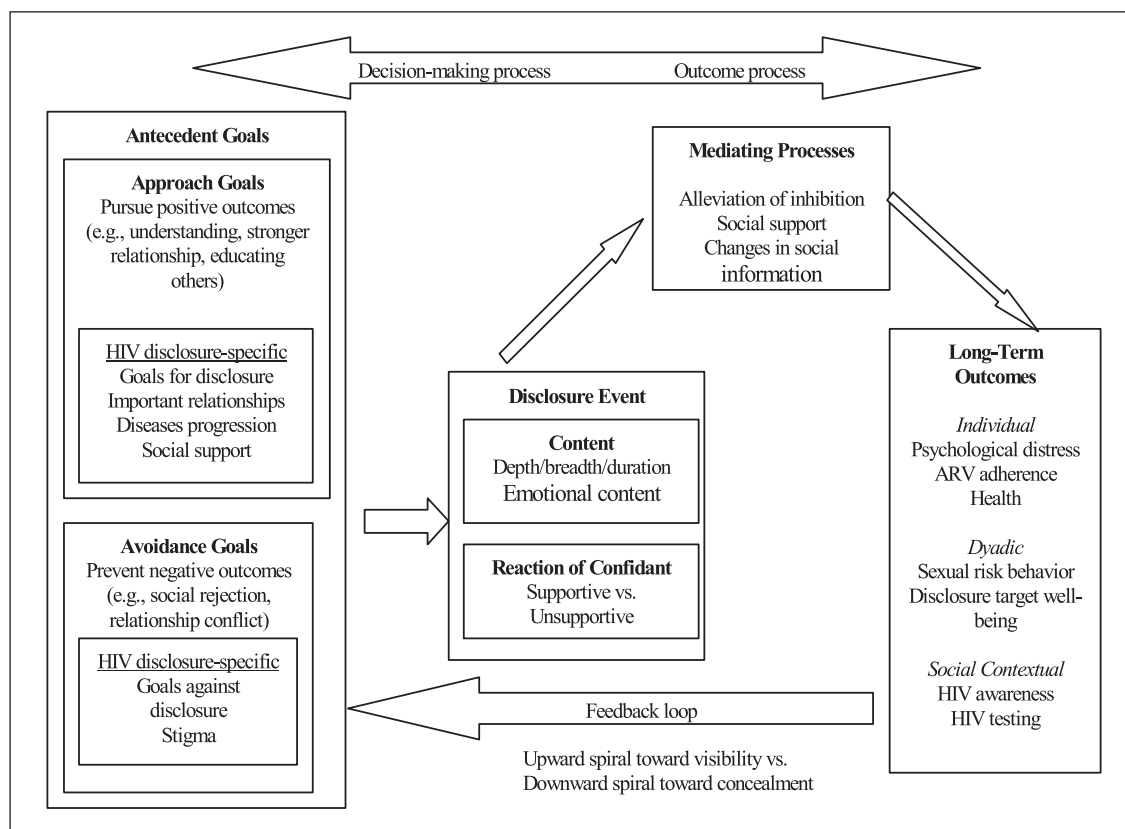 Decision-making process
Outcome process
Antecedent Goals
Approach Goals
Pursue positive outcomes
(e.g., understanding, stronger
relationship, educating
others)
HIV disclosure-specific
Goals for disclosure
Important relationships
Diseases progression
Social support
Avoidance Goals
Prevent negative outcomes
(e.g., social rejection,
relationship conflict)
HIV disclosure-specific
Goals against
disclosure
Stigma
Disclosure Event
Content
Depth/breadth/duration
Emotional content
Reaction of Confidant
Supportive vs.
Unsupportive
Mediating Processes
Alleviation of inhibition
Social support
Changes in social
information
Long-Term
Outcomes
Individual
Psychological distress
ARV adherence
Health
Dyadic
Sexual risk behavior
Disclosure target well-
being
Social Contextual
HIV awareness
HIV testing
Feedback loop
Upward spiral toward visibility vs.
Downward spiral toward concealment